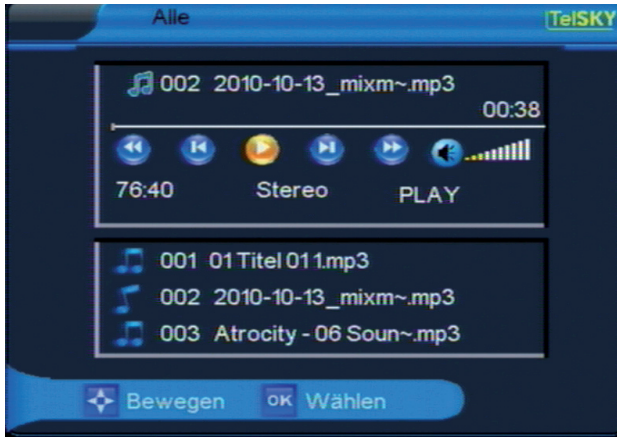 Alle
TelSKY
002 2010-10-13_mixm~.mp3
00:38
76:40 Stereo PLAY
001 01 Titel 01 1.mp3
002 2010-10-13_mixm~.mp3
003 Atrocity - 06 Soun~.mp3
Bewegen OK Wählen